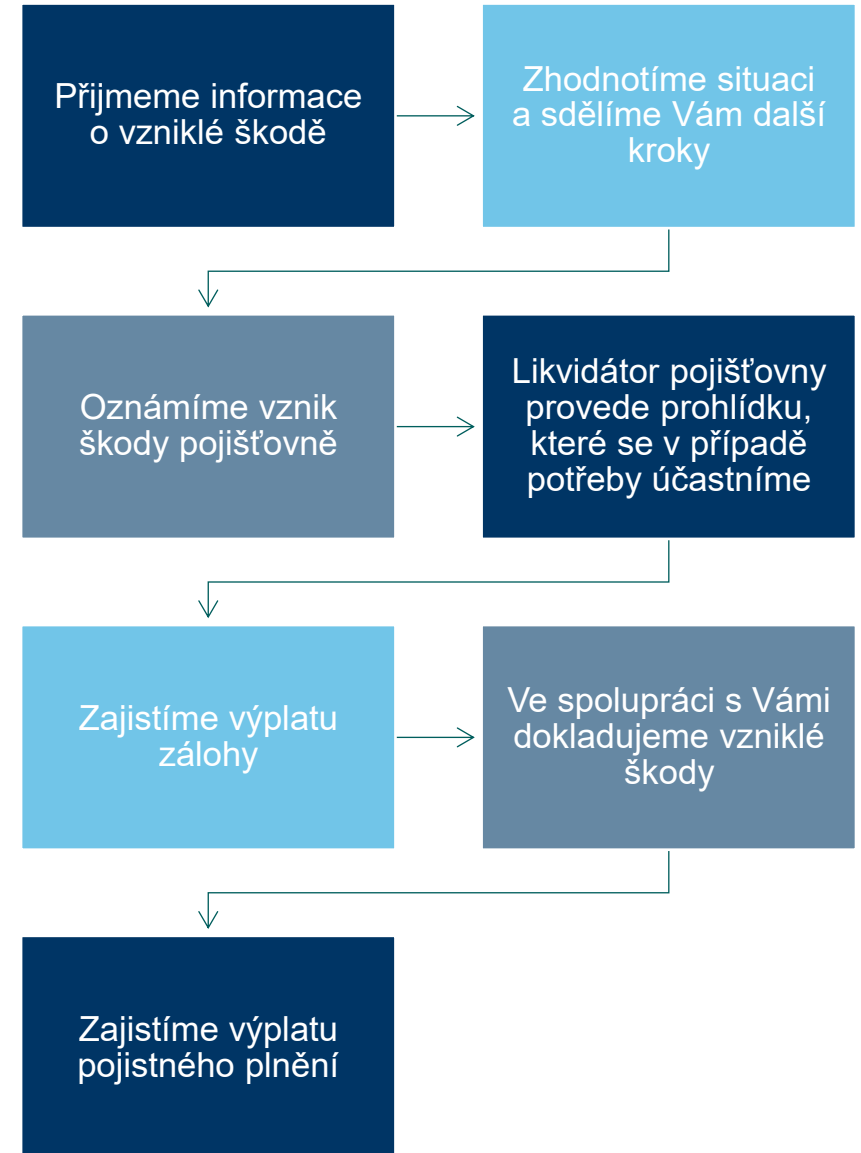 Přijmeme informace
o vzniklé škodě
Zhodnotíme situaci
a sdělíme Vám další
kroky
Oznámíme vznik
škody pojišťovně
Likvidátor pojišťovny
provede prohlídku,
které se v případě
potřeby účastníme
Zajistíme výplatu
zálohy
Ve spolupráci s Vámi
dokladujeme vzniklé
škody
Zajistíme výplatu
pojistného plnění